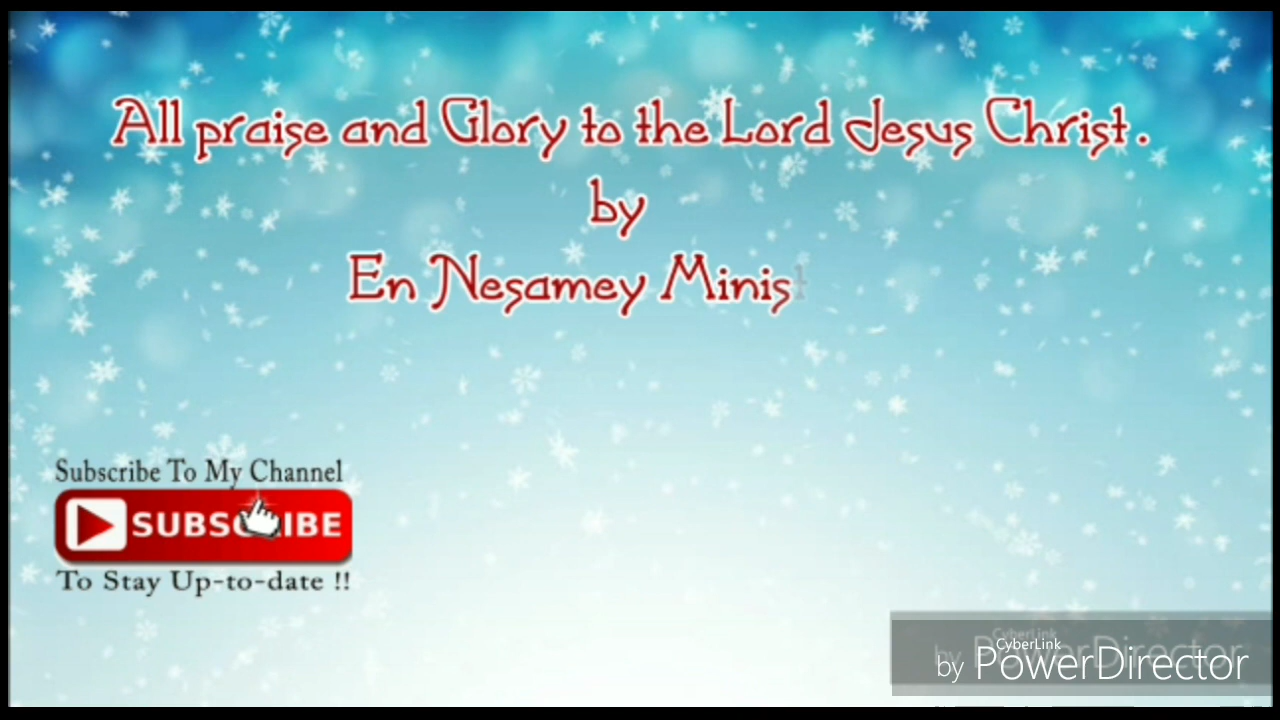 All praise and Glory to the Lord Jesus Christ .
by
En Nesamey Minist
Subscribe To My Channel
SUBSCRIBE
To Stay Up-to-date !!
CyberLink
by PowerDirector